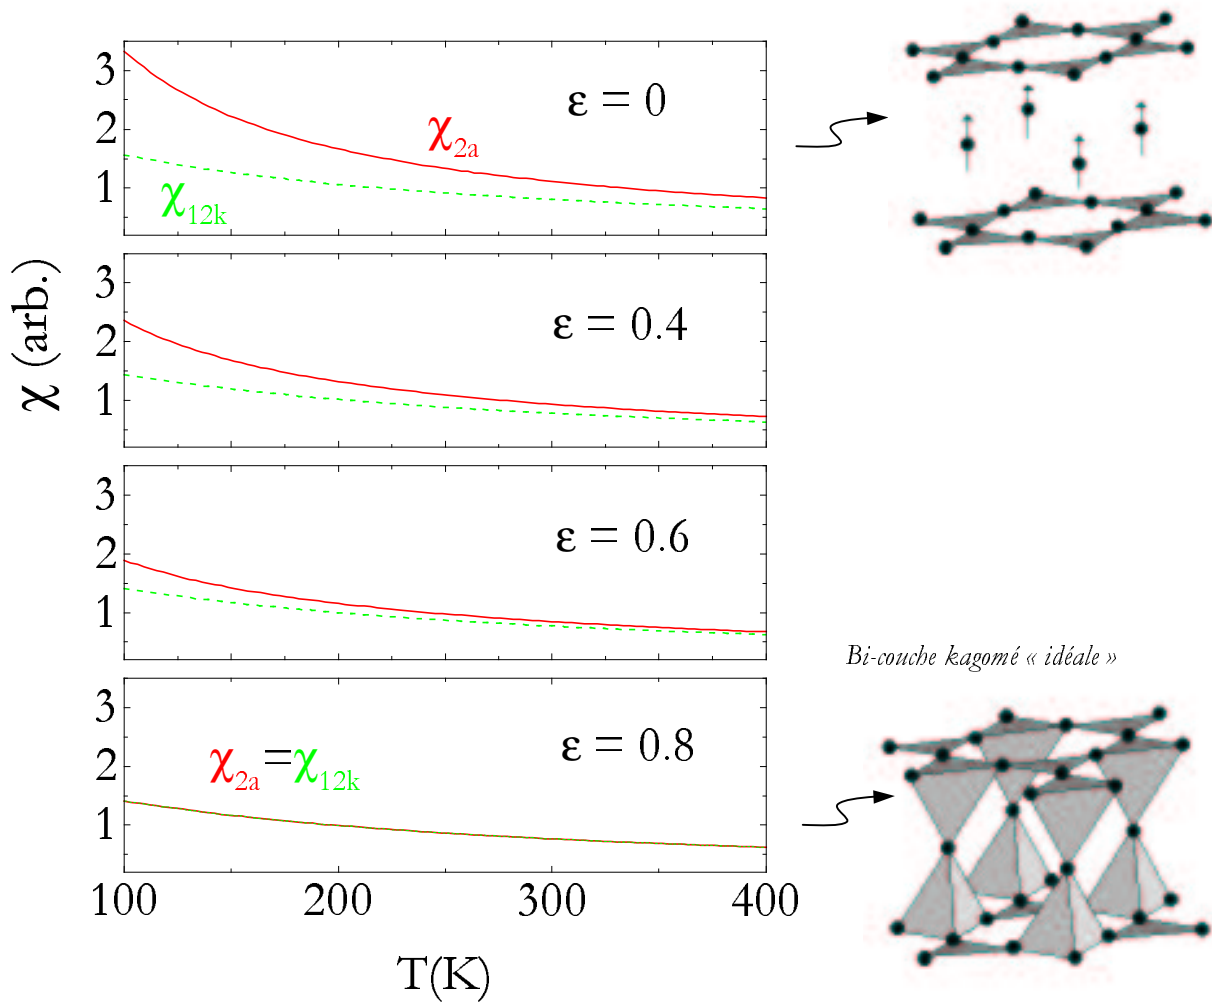 3
2
1
ε = 0
χ2a
χ12k
3
2
1
ε = 0.4
χ (arb.)
3
2
1
ε = 0.6
Bi-couche kagomé « idéale »
3
2
1
ε = 0.8
χ2a=χ12k
100 200 300 400
T(K)